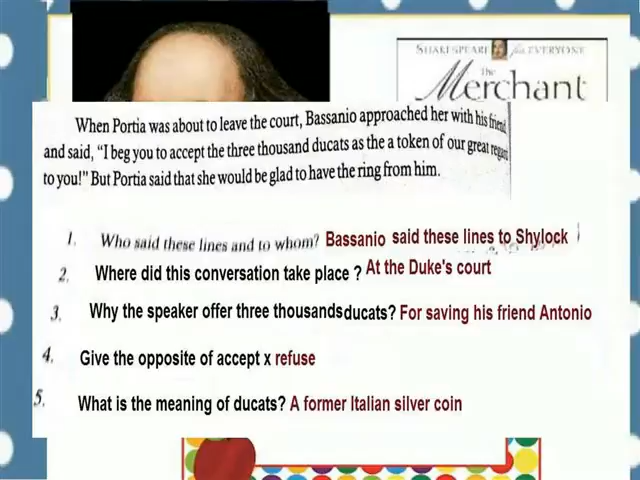 SHAKESPEARE for EVERYONE
The
Merchant
When Portia was about to leave the court, Bassanio approached her with his friend
and said, "I beg you to accept the three thousand ducats as the a token of our great regard
to you!" But Portia said that she would be glad to have the ring from him.
1. Who said these lines and to whom? Bassanio said these lines to Shylock
2. Where did this conversation take place ? At the Duke's court
3. Why the speaker offer three thousandsducats? For saving his friend Antonio
4. Give the opposite of accept x refuse
5. What is the meaning of ducats? A former Italian silver coin